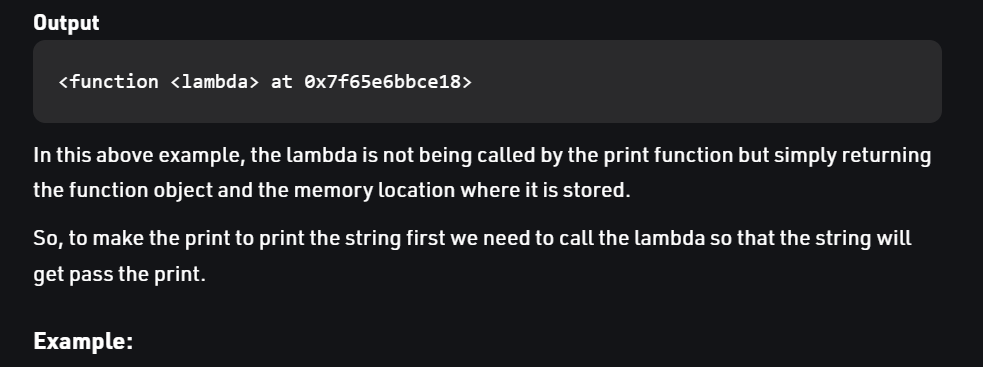 Output
<function <lambda> at 0x7f65e6bbce18>
In this above example, the lambda is not being called by the print function but simply returning
the function object and the memory location where it is stored.
So, to make the print to print the string first we need to call the lambda so that the string will
get pass the print.
Example: